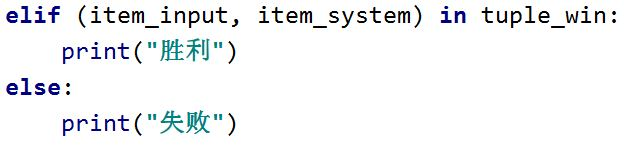 elif (item_input, item_system) in tuple_win:
    print("胜利")
else:
    print("失败")